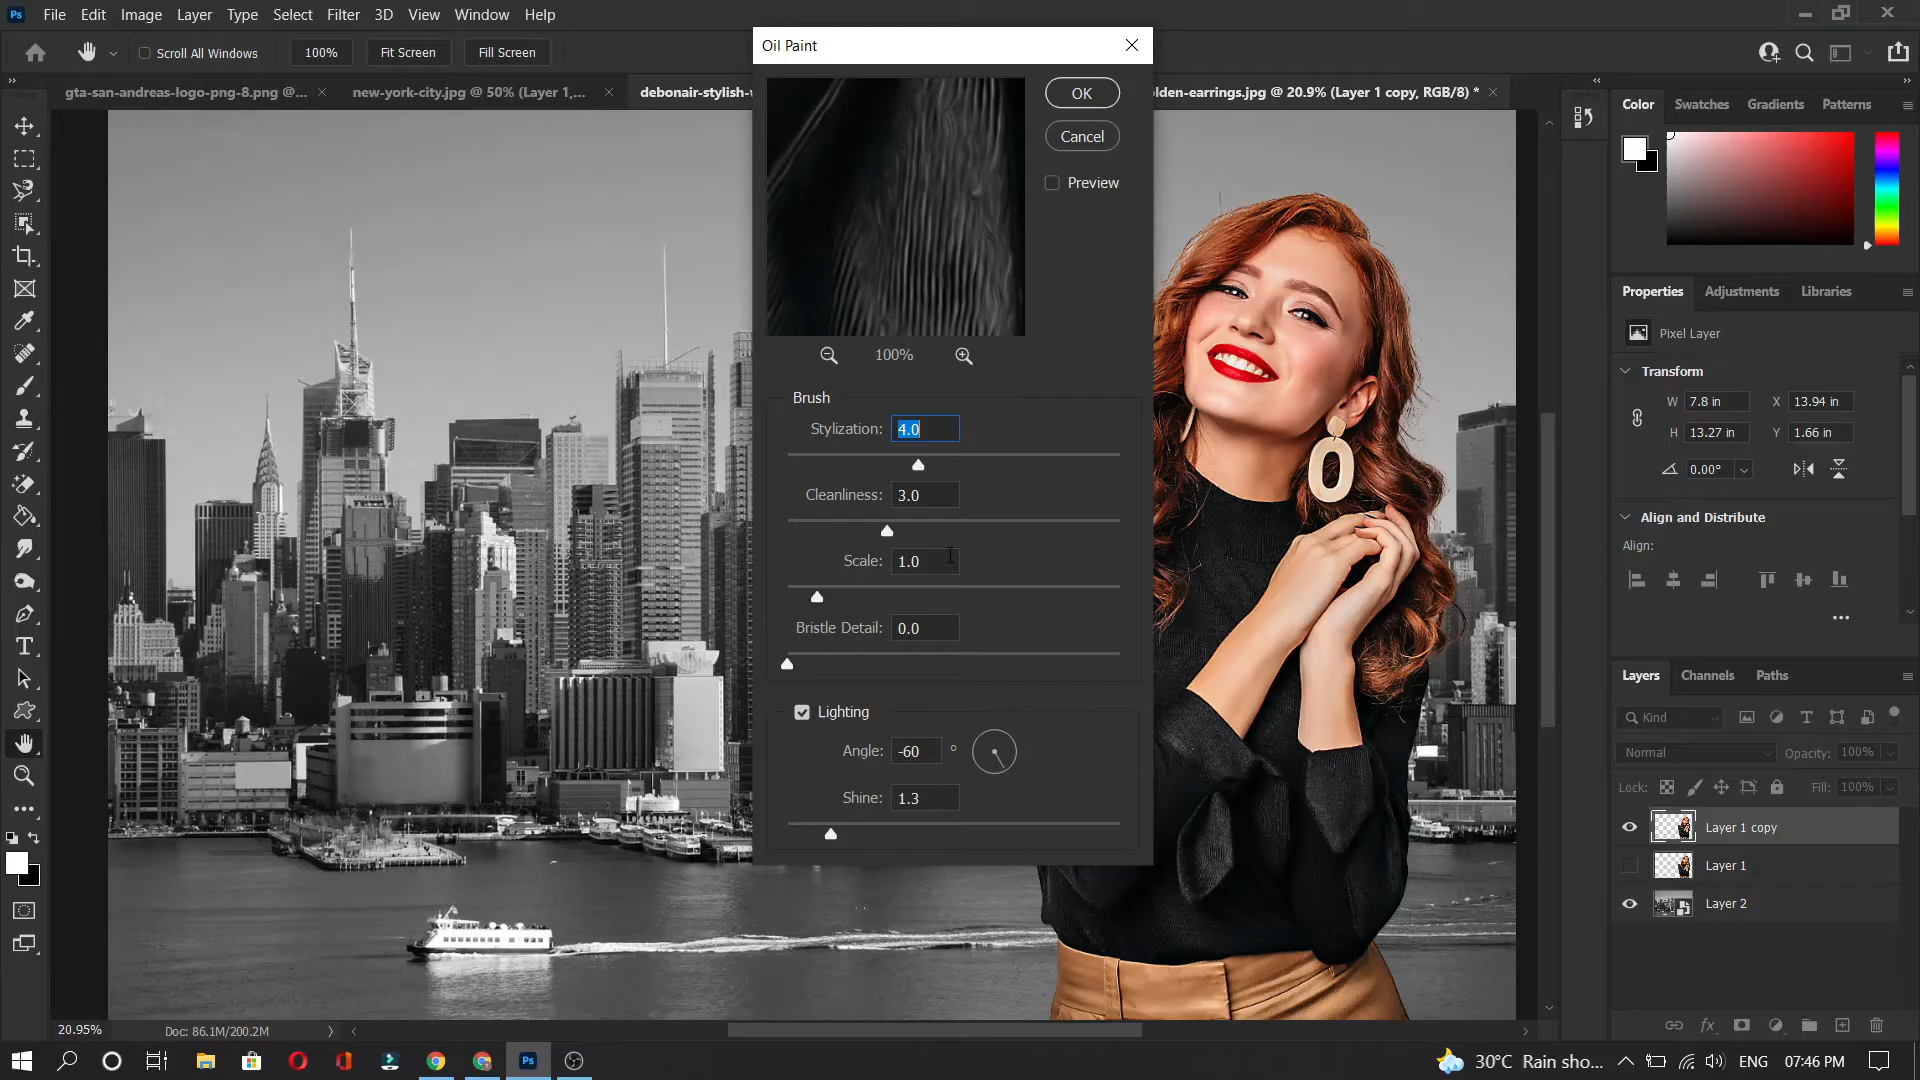 Ps File Edit Image Layer Type Select Filter 3D View Window Help
Scroll All Windows 100% Fit Screen Fill Screen
gta-san-andreas-logo-png-8.png @... × new-york-city.jpg @ 50% (Layer 1,... × debonair-stylish-
lden-earrings.jpg @ 20.9% (Layer 1 copy, RGB/8) * ×
Oil Paint
OK
Cancel
Preview
100%
Brush
Stylization: 4.0
Cleanliness: 3.0
Scale: 1.0
Bristle Detail: 0.0
Lighting
Angle: -60 °
Shine: 1.3
Color Swatches Gradients Patterns
Properties Adjustments Libraries
Pixel Layer
Transform
W 7.8 in X 13.94 in
H 13.27 in Y 1.66 in
0.00°
Align and Distribute
Align:
Layers Channels Paths
Kind
Normal Opacity: 100%
Lock: Fill: 100%
Layer 1 copy
Layer 1
Layer 2
fx
20.95% Doc: 86.1M/200.2M
Ps 30°C Rain sho... ENG 07:46 PM